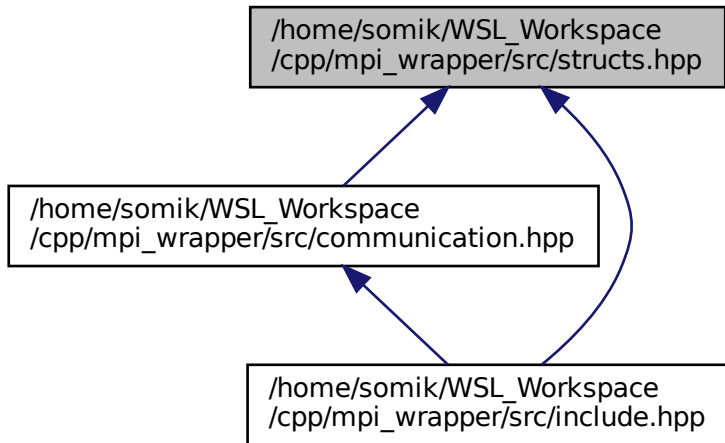 /home/somik/WSL_Workspace
/cpp/mpi_wrapper/src/structs.hpp
/home/somik/WSL_Workspace
/cpp/mpi_wrapper/src/communication.hpp
/home/somik/WSL_Workspace
/cpp/mpi_wrapper/src/include.hpp